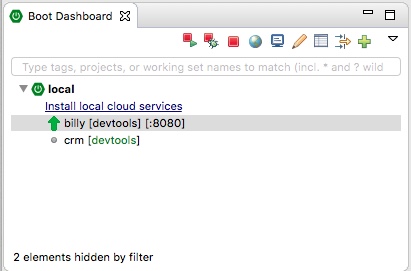 Boot Dashboard
Type tags, projects, or working set names to match (incl. * and ? wild
local
Install local cloud services
billy [devtools] [:8080]
crm [devtools]
2 elements hidden by filter